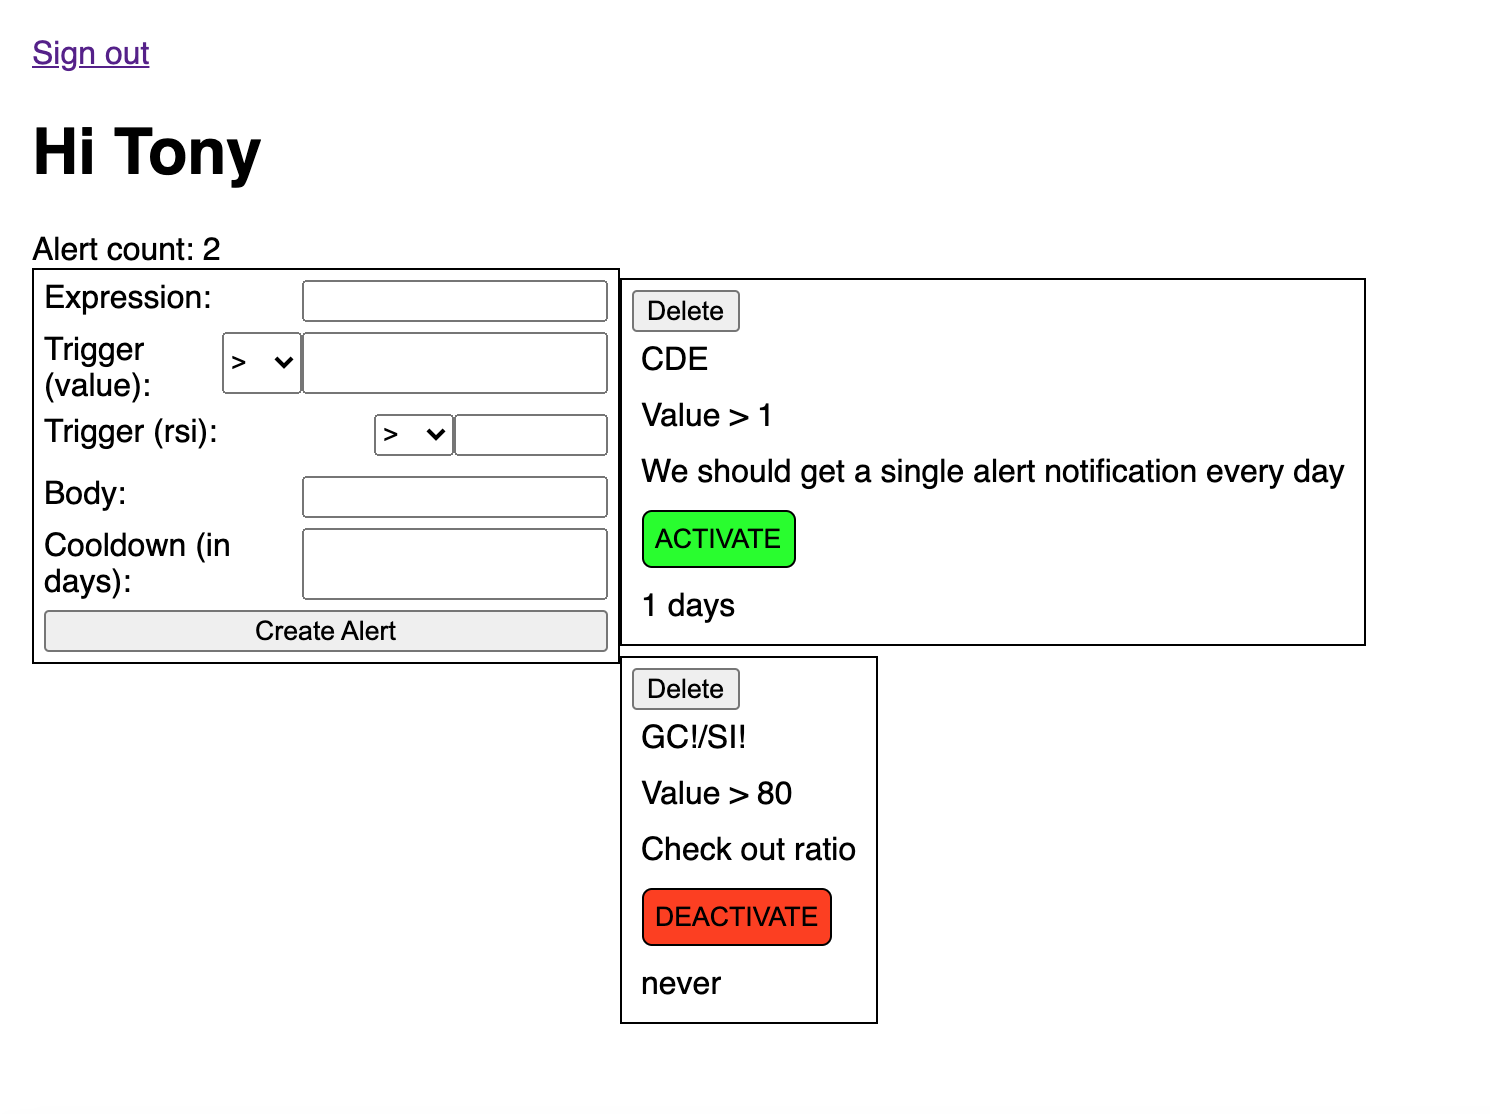 Sign out
Hi Tony
Alert count: 2
Expression:
Trigger
(value):
>
Trigger (rsi):
>
Body:
Cooldown (in
days):
Create Alert
Delete
CDE
Value > 1
We should get a single alert notification every day
ACTIVATE
1 days
Delete
GC!/SI!
Value > 80
Check out ratio
DEACTIVATE
never